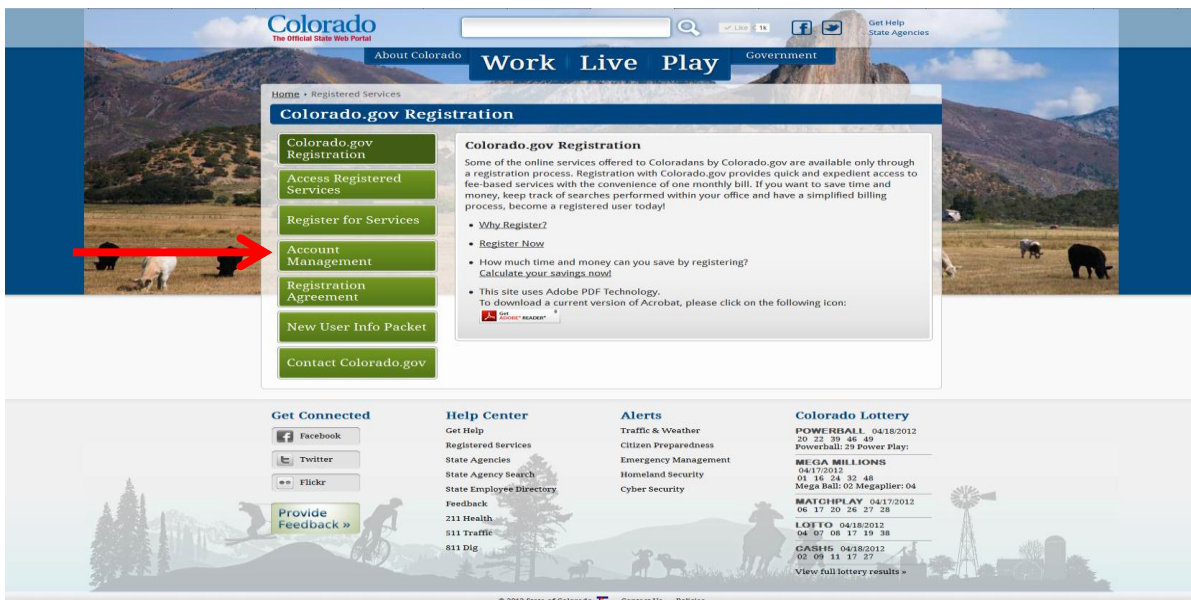 Colorado
The Official State Web Portal
Like 1k
Get Help
State Agencies
About Colorado
Work Live Play
Government
Home • Registered Services
Colorado.gov Registration
Colorado.gov
Registration
Access Registered
Services
Register for Services
Account
Management
Registration
Agreement
New User Info Packet
Contact Colorado.gov
Colorado.gov Registration
Some of the online services offered to Coloradans by Colorado.gov are available only through
a registration process. Registration with Colorado.gov provides quick and expedient access to
fee-based services with the convenience of one monthly bill. If you want to save time and
money, keep track of searches performed within your office and have a simplified billing
process, become a registered user today!
• Why Register?
• Register Now
• How much time and money can you save by registering?
Calculate your savings now!
• This site uses Adobe PDF Technology.
To download a current version of Acrobat, please click on the following icon:
Get
ADOBE® READER®
Get Connected
Facebook
Twitter
Flickr
Provide
Feedback »
Help Center
Get Help
Registered Services
State Agencies
State Agency Search
State Employee Directory
Feedback
211 Health
511 Traffic
811 Dig
Alerts
Traffic & Weather
Citizen Preparedness
Emergency Management
Homeland Security
Cyber Security
Colorado Lottery
POWERBALL 04/18/2012
20 22 39 46 49
Powerball: 29 Power Play:
MEGA MILLIONS
04/17/2012
01 16 24 32 48
Mega Ball: 02 Megaplier: 04
MATCHPLAY 04/17/2012
06 17 20 26 27 28
LOTTO 04/18/2012
04 07 08 17 19 38
CASH5 04/18/2012
02 09 11 17 27
View full lottery results »
© 2012 State of Colorado Contact Us Policies